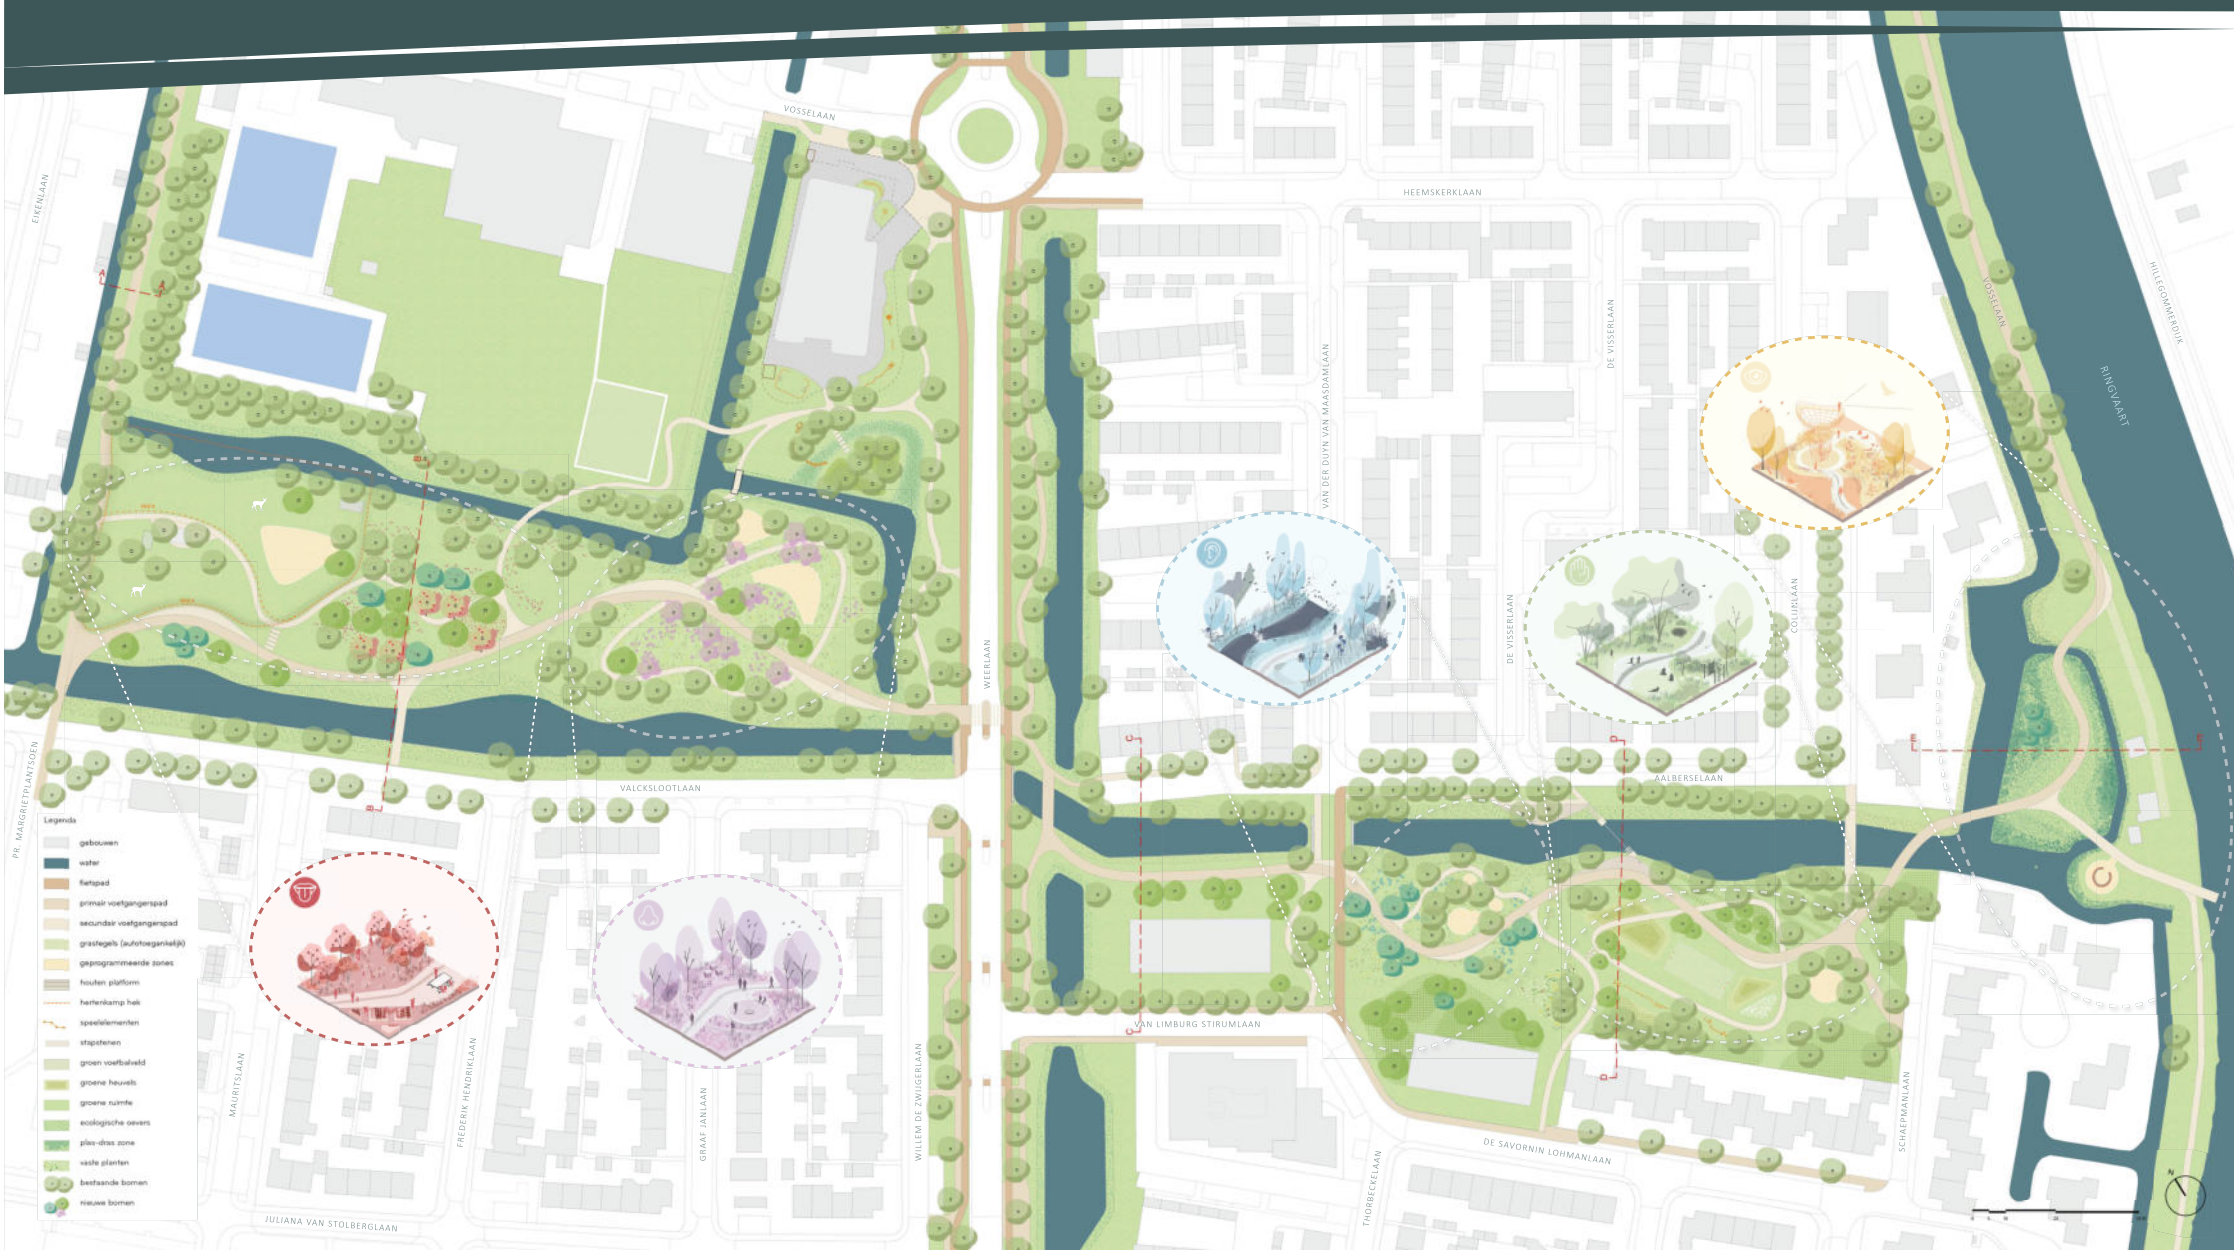 VOSSELAAN
EIKENLAAN
HEEMSKERKLAAN
VOSSELAAN
HILLEGOMMERDIJK
RINGVAART
DE VISSERLAAN
VAN DER DUYN VAN MAASDAMLAAN
A
A
B
HEK
HEK
WEERLAAN
DE VISSERLAAN
COLIJNLAAN
PR. MARGRIETPLANTSOEN
VALCKSLOOTLAAN
AALBERSELAAN
B
C
D
E
E
Legenda
gebouwen
water
fietspad
primair voetgangerspad
secundair voetgangerspad
grastegels (autotoegankelijk)
geprogrammeerde zones
houten platform
hertenkamp hek
speelelementen
stapstenen
groen voetbalveld
groene heuvels
groene ruimte
ecologische oevers
plas-dras zone
vaste planten
bestaande bomen
nieuwe bomen
C
VAN LIMBURG STIRUMLAAN
D
MAURITSLAAN
FREDERIK HENDRIKLAAN
GRAAF JANLAAN
WILLEM DE ZWIJGERLAAN
THORBECKELAAN
DE SAVORNIN LOHMANLAAN
SCHAEPMANLAAN
JULIANA VAN STOLBERGLAAN
N